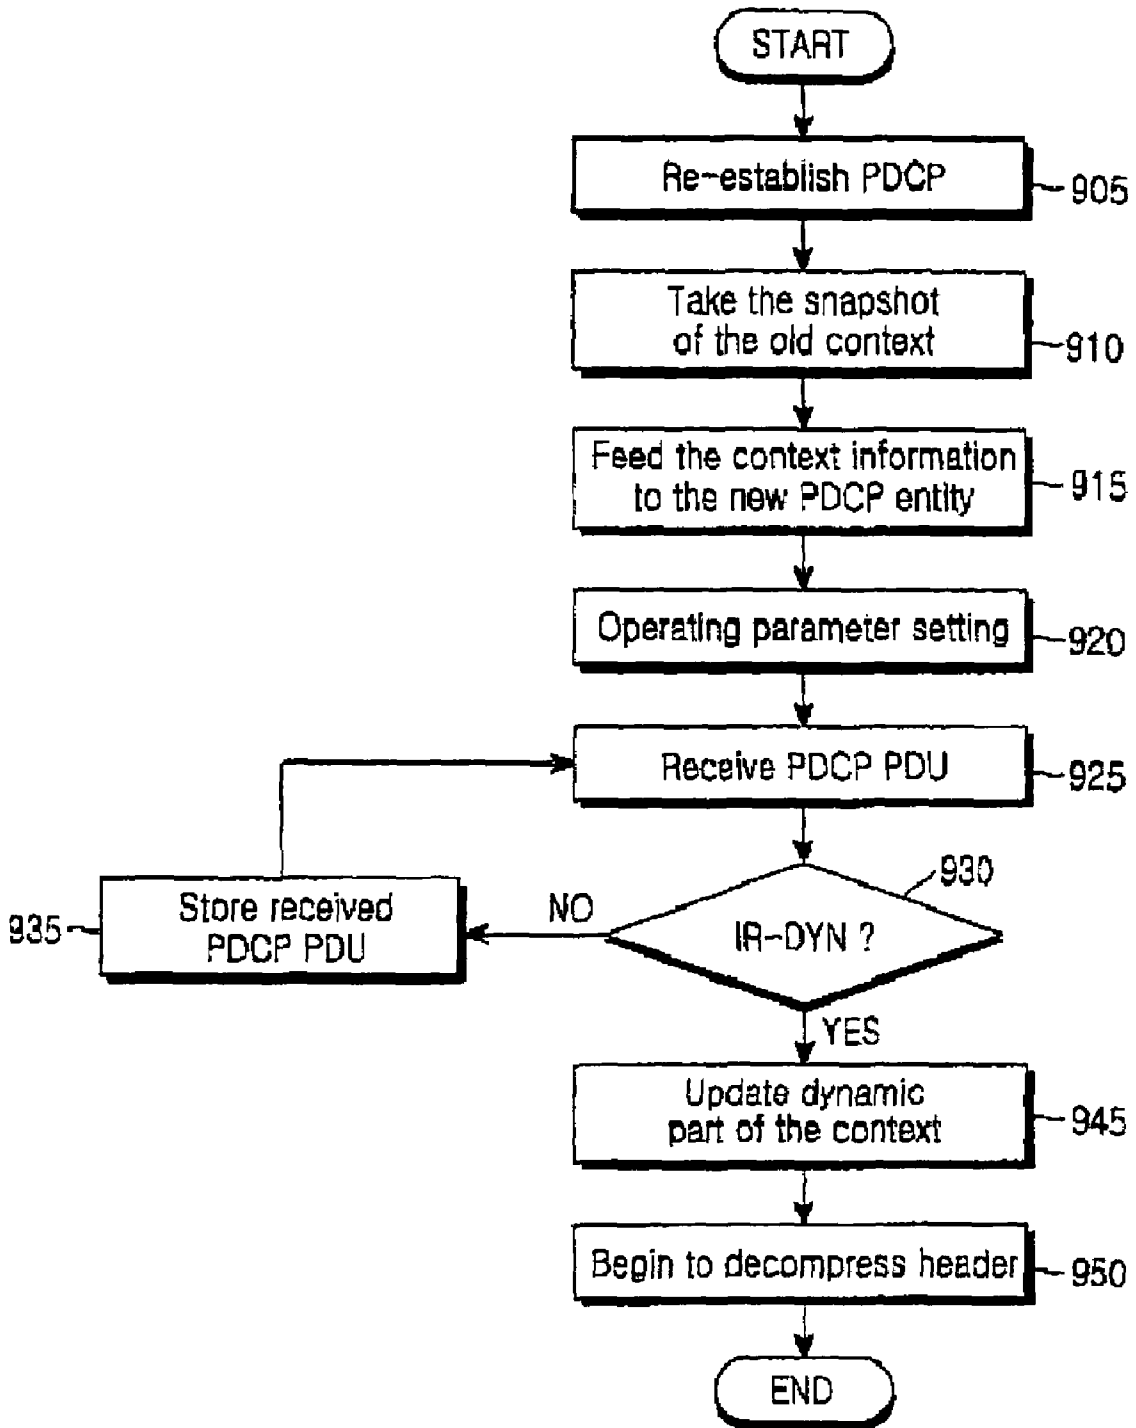 START
Re-establish PDCP
905
Take the snapshot
of the old context
910
Feed the context information
to the new PDCP entity
915
Operating parameter setting
920
Receive PDCP PDU
925
930
IR-DYN ?
NO
Store received
PDCP PDU
935
YES
Update dynamic
part of the context
945
Begin to decompress header
950
END